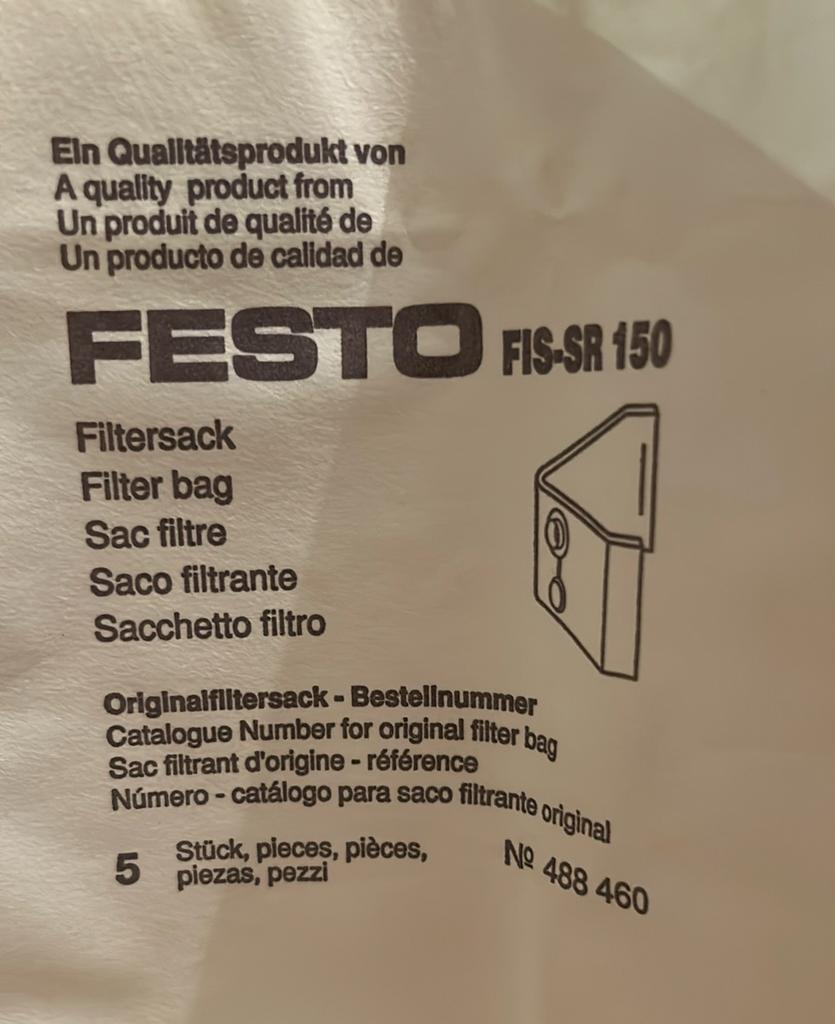 Ein Qualitätsprodukt von
A quality product from
Un produit de qualité de
Un producto de calidad de
FESTO FIS-SR 150
Filtersack
Filter bag
Sac filtre
Saco filtrante
Sacchetto filtro
Originalfiltersack - Bestellnummer
Catalogue Number for original filter bag
Sac filtrant d'origine - référence
Número - catálogo para saco filtrante original
5 Stück, pieces, pièces,
piezas, pezzi
Nº 488 460